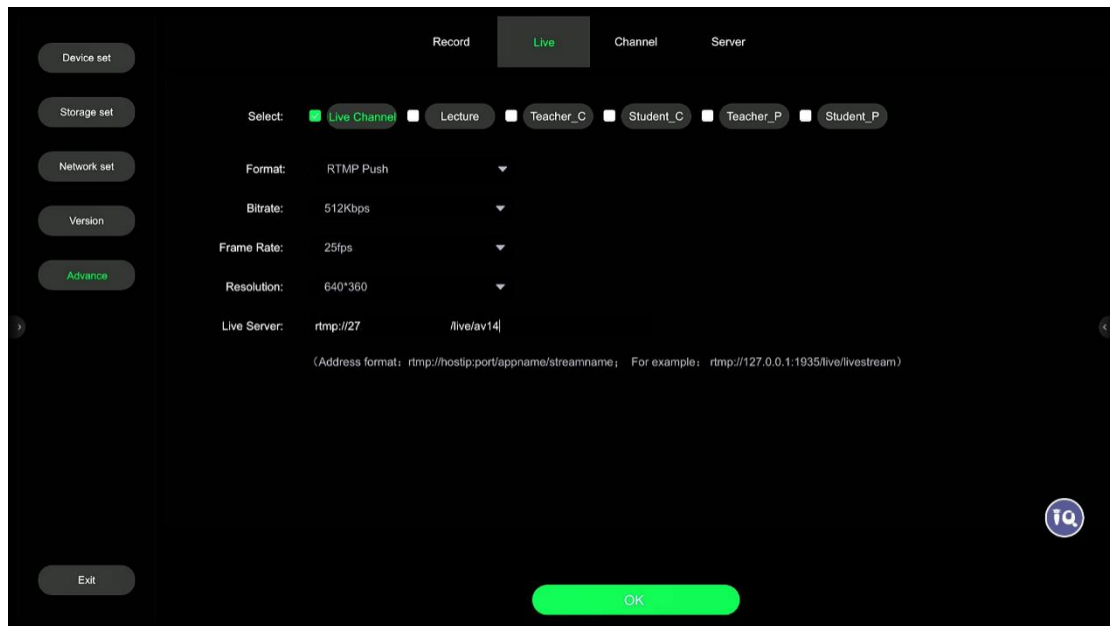 Record Live Channel Server
Device set
Storage set
Network set
Version
Advance
Exit
Select: Live Channel Lecture Teacher_C Student_C Teacher_P Student_P
Format: RTMP Push
Bitrate: 512Kbps
Frame Rate: 25fps
Resolution: 640*360
Live Server: rtmp://27 /live/av14
（Address format：rtmp://hostip:port/appname/streamname； For example：rtmp://127.0.0.1:1935/live/livestream）
IQ
OK